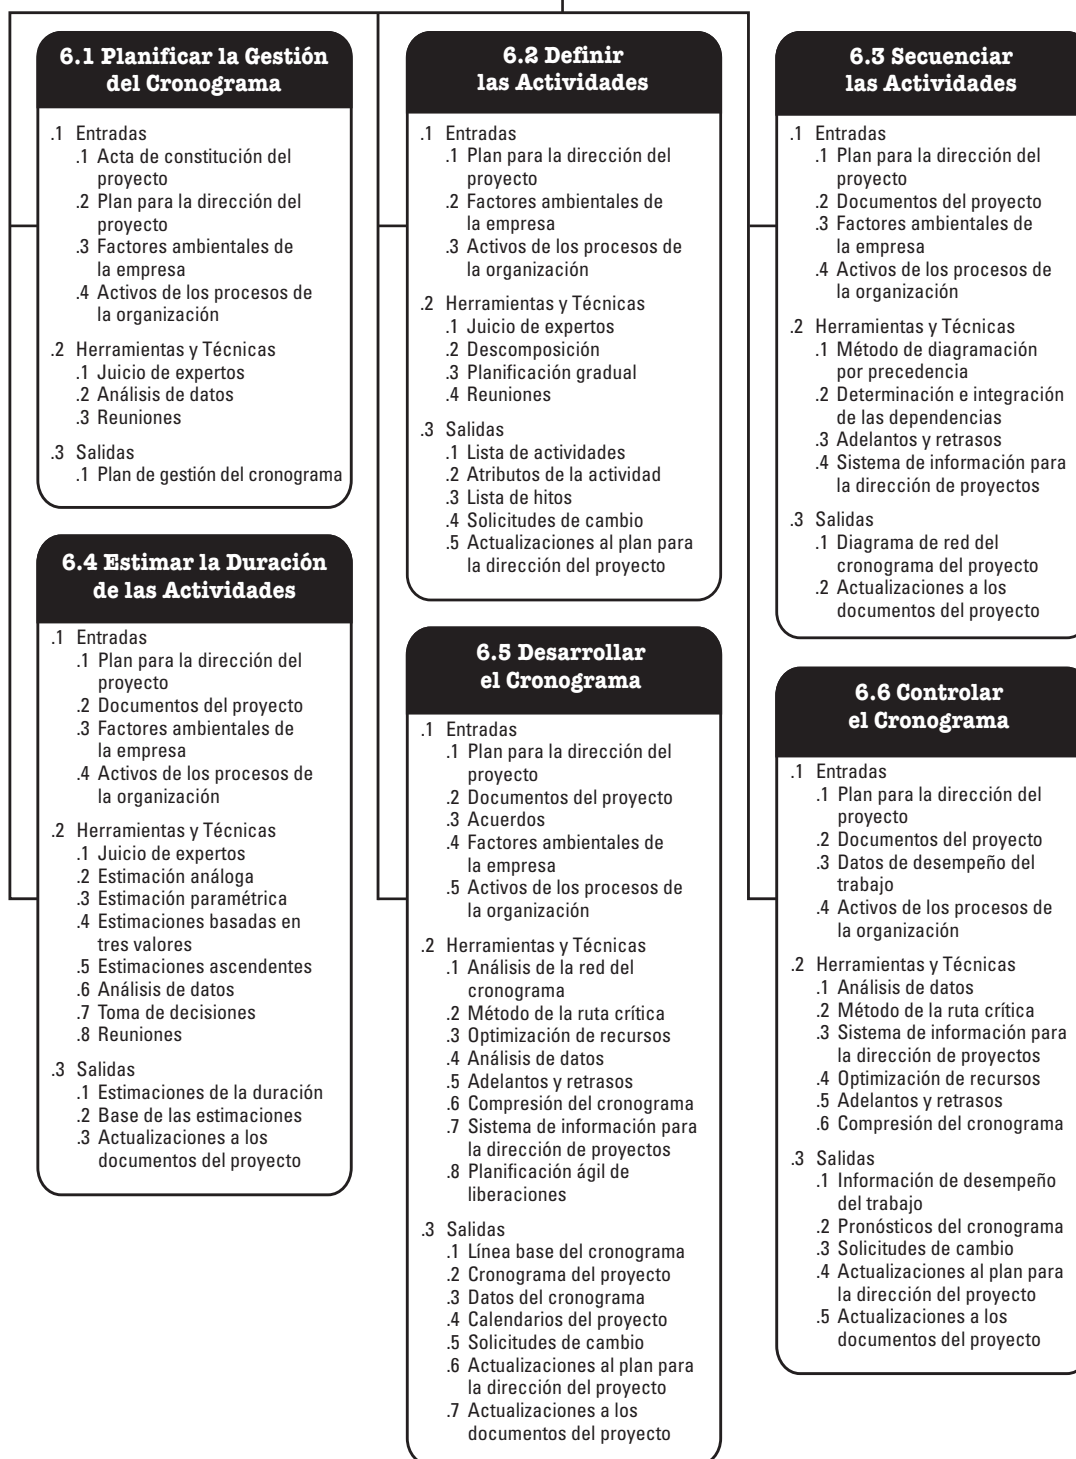 6.1 Planificar la Gestión
del Cronograma
.1 Entradas
.1 Acta de constitución del
proyecto
.2 Plan para la dirección del
proyecto
.3 Factores ambientales de
la empresa
.4 Activos de los procesos de
la organización
.2 Herramientas y Técnicas
.1 Juicio de expertos
.2 Análisis de datos
.3 Reuniones
.3 Salidas
.1 Plan de gestión del cronograma
6.2 Definir
las Actividades
.1 Entradas
.1 Plan para la dirección del
proyecto
.2 Factores ambientales de
la empresa
.3 Activos de los procesos de
la organización
.2 Herramientas y Técnicas
.1 Juicio de expertos
.2 Descomposición
.3 Planificación gradual
.4 Reuniones
.3 Salidas
.1 Lista de actividades
.2 Atributos de la actividad
.3 Lista de hitos
.4 Solicitudes de cambio
.5 Actualizaciones al plan para
la dirección del proyecto
6.3 Secuenciar
las Actividades
.1 Entradas
.1 Plan para la dirección del
proyecto
.2 Documentos del proyecto
.3 Factores ambientales de
la empresa
.4 Activos de los procesos de
la organización
.2 Herramientas y Técnicas
.1 Método de diagramación
por precedencia
.2 Determinación e integración
de las dependencias
.3 Adelantos y retrasos
.4 Sistema de información para
la dirección de proyectos
.3 Salidas
.1 Diagrama de red del
cronograma del proyecto
.2 Actualizaciones a los
documentos del proyecto
6.4 Estimar la Duración
de las Actividades
.1 Entradas
.1 Plan para la dirección del
proyecto
.2 Documentos del proyecto
.3 Factores ambientales de
la empresa
.4 Activos de los procesos de
la organización
.2 Herramientas y Técnicas
.1 Juicio de expertos
.2 Estimación análoga
.3 Estimación paramétrica
.4 Estimaciones basadas en
tres valores
.5 Estimaciones ascendentes
.6 Análisis de datos
.7 Toma de decisiones
.8 Reuniones
.3 Salidas
.1 Estimaciones de la duración
.2 Base de las estimaciones
.3 Actualizaciones a los
documentos del proyecto
6.5 Desarrollar
el Cronograma
.1 Entradas
.1 Plan para la dirección del
proyecto
.2 Documentos del proyecto
.3 Acuerdos
.4 Factores ambientales de
la empresa
.5 Activos de los procesos de
la organización
.2 Herramientas y Técnicas
.1 Análisis de la red del
cronograma
.2 Método de la ruta crítica
.3 Optimización de recursos
.4 Análisis de datos
.5 Adelantos y retrasos
.6 Compresión del cronograma
.7 Sistema de información para
la dirección de proyectos
.8 Planificación ágil de
liberaciones
.3 Salidas
.1 Línea base del cronograma
.2 Cronograma del proyecto
.3 Datos del cronograma
.4 Calendarios del proyecto
.5 Solicitudes de cambio
.6 Actualizaciones al plan para
la dirección del proyecto
.7 Actualizaciones a los
documentos del proyecto
6.6 Controlar
el Cronograma
.1 Entradas
.1 Plan para la dirección del
proyecto
.2 Documentos del proyecto
.3 Datos de desempeño del
trabajo
.4 Activos de los procesos de
la organización
.2 Herramientas y Técnicas
.1 Análisis de datos
.2 Método de la ruta crítica
.3 Sistema de información para
la dirección de proyectos
.4 Optimización de recursos
.5 Adelantos y retrasos
.6 Compresión del cronograma
.3 Salidas
.1 Información de desempeño
del trabajo
.2 Pronósticos del cronograma
.3 Solicitudes de cambio
.4 Actualizaciones al plan para
la dirección del proyecto
.5 Actualizaciones a los
documentos del proyecto